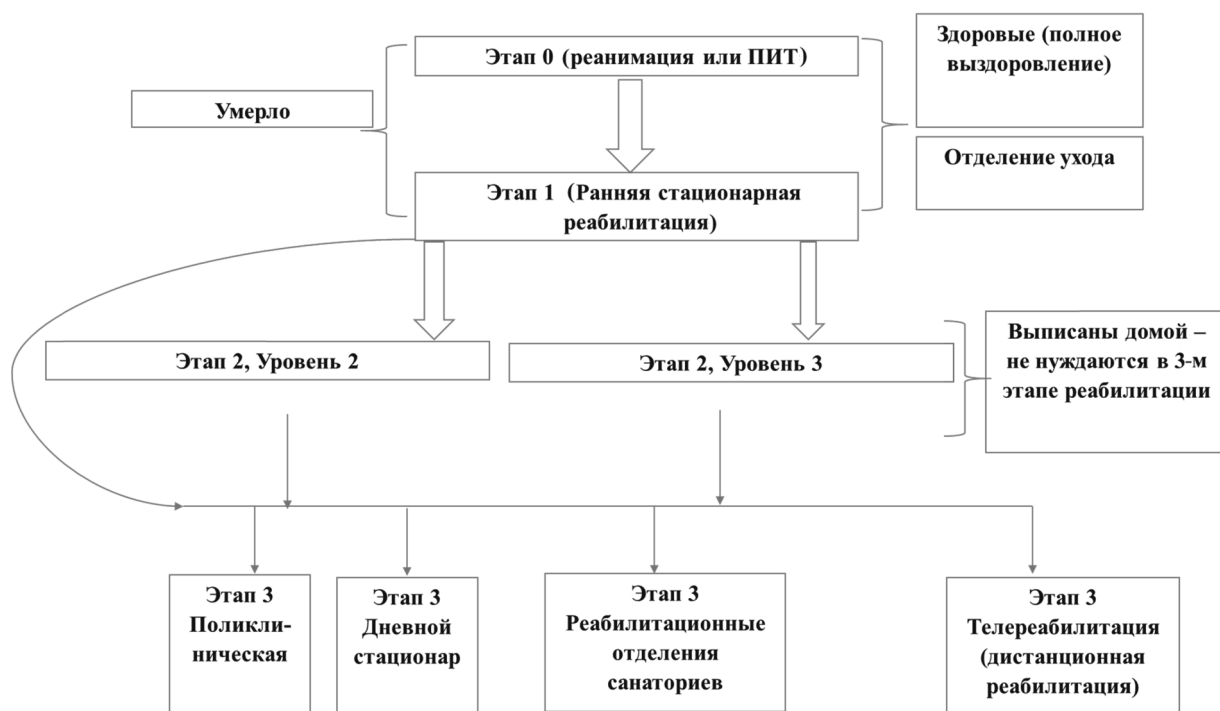 Этап 0 (реанимация или ПИТ)
Здоровые (полное
выздоровление)
Умерло
Отделение ухода
Этап 1 (Ранняя стационарная
реабилитация)
Этап 2, Уровень 2
Этап 2, Уровень 3
Выписаны домой –
не нуждаются в 3-м
этапе реабилитации
Этап 3
Поликли-
ническая
Этап 3
Дневной
стационар
Этап 3
Реабилитационные
отделения
санаториев
Этап 3
Телереабилитация
(дистанционная
реабилитация)